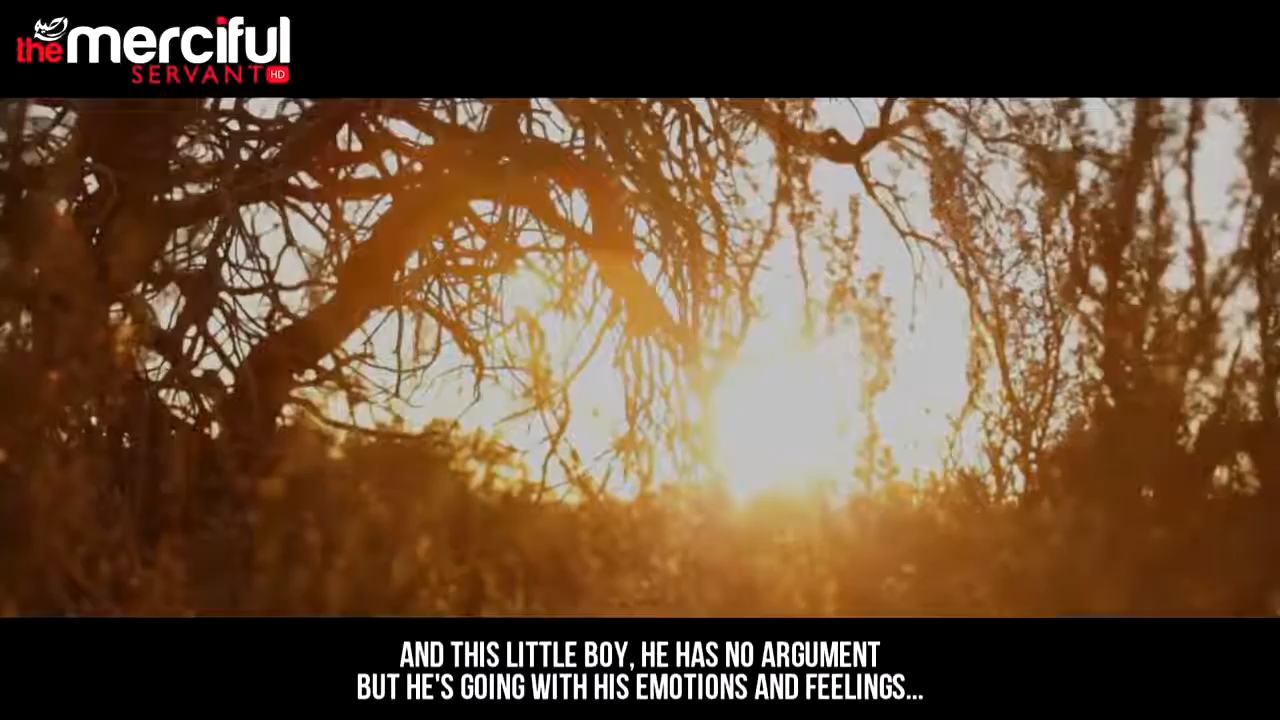 the merciful
SERVANT HD
AND THIS LITTLE BOY, HE HAS NO ARGUMENT
BUT HE'S GOING WITH HIS EMOTIONS AND FEELINGS...